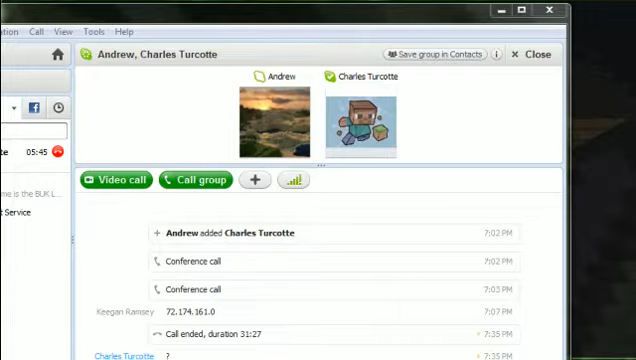 ation Call View Tools Help
Andrew, Charles Turcotte
Save group in Contacts
i
Close
Andrew
Charles Turcotte
f
te 05:45
Video call
Call group
me is the BUK L...
t Service
Andrew added Charles Turcotte 7:02 PM
Conference call 7:02 PM
Conference call 7:03 PM
Keegan Ramsey 72.174.161.0 7:07 PM
Call ended, duration 31:27 7:35 PM
Charles Turcotte ? 7:35 PM